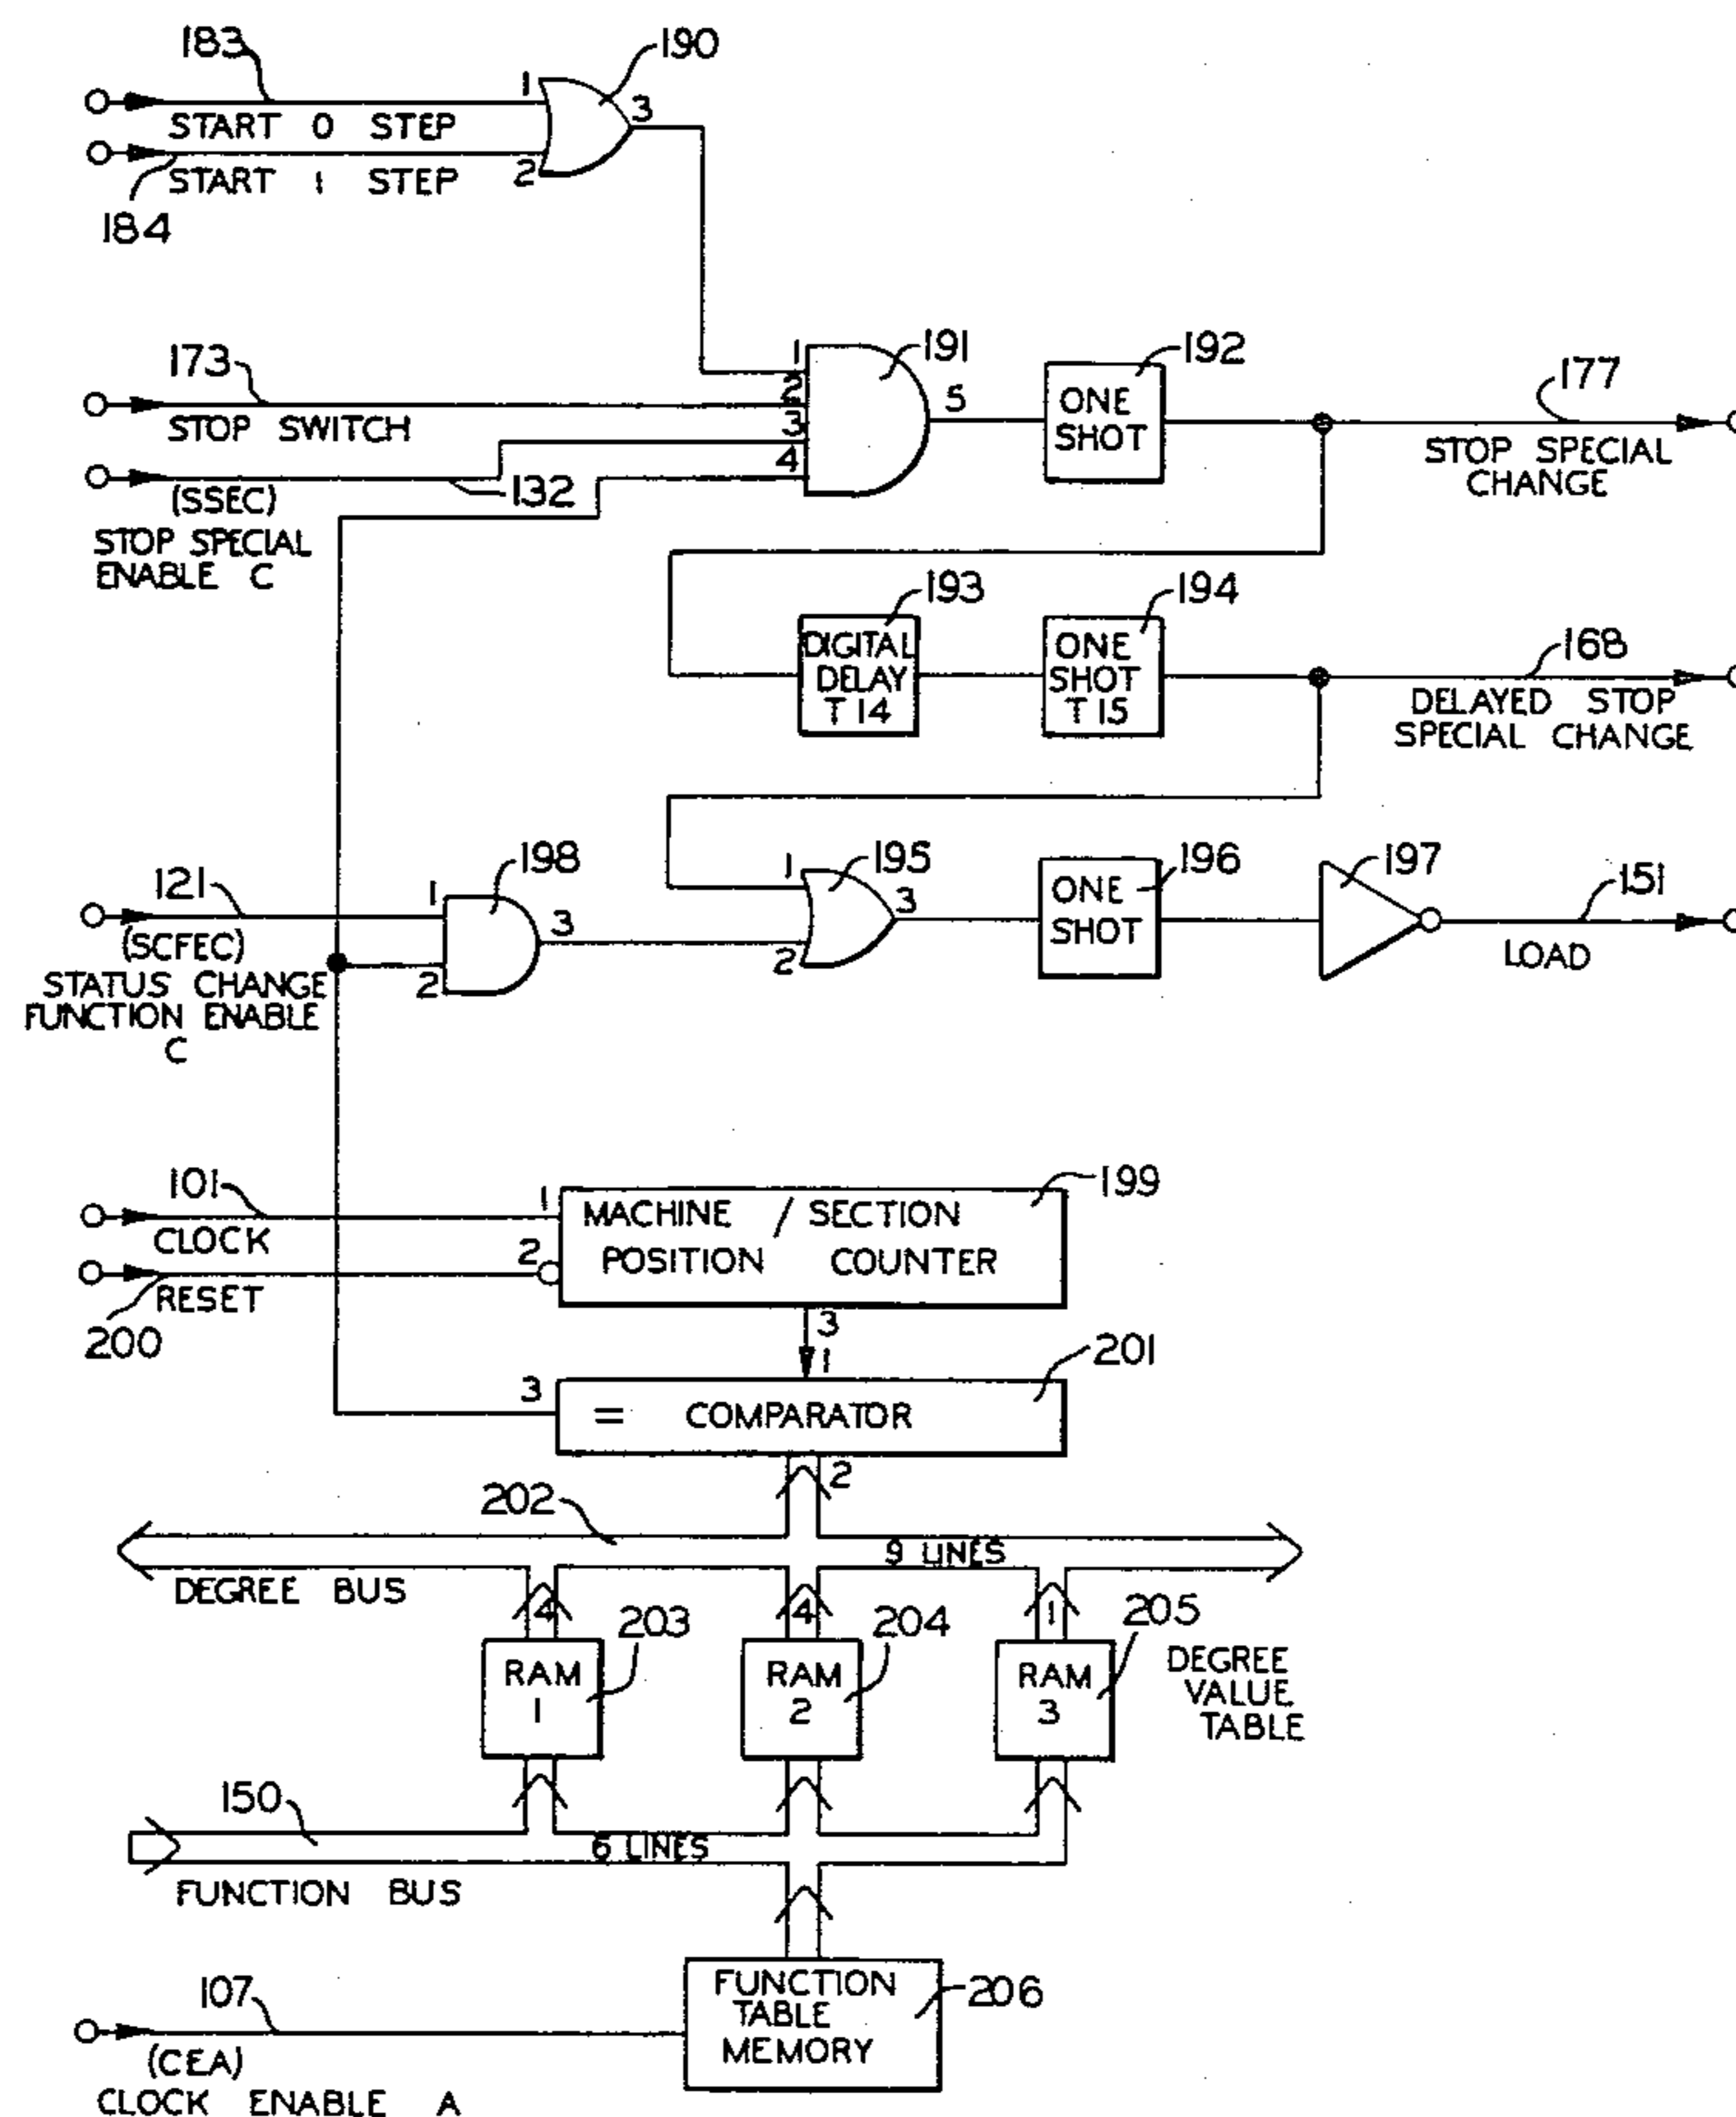 183
190
1
3
START 0 STEP
2
START 1 STEP
184
173
1
2
3
4
191
5
ONE
SHOT
192
177
STOP SWITCH
STOP SPECIAL
CHANGE
(SSEC)
132
STOP SPECIAL
ENABLE C
193
194
DIGITAL
DELAY
T 14
ONE
SHOT
T 15
168
DELAYED STOP
SPECIAL CHANGE
121
1
198
3
2
1
195
3
2
ONE
SHOT
196
197
151
LOAD
(SCFEC)
STATUS CHANGE
FUNCTION ENABLE
C
101
1
CLOCK
2
RESET
200
MACHINE / SECTION
POSITION COUNTER
199
3
1
201
3
= COMPARATOR
2
202
9 LINES
DEGREE BUS
4
4
1
203
204
205
RAM
1
RAM
2
RAM
3
DEGREE
VALUE
TABLE
150
6 LINES
FUNCTION BUS
107
FUNCTION
TABLE
MEMORY
206
(CEA)
CLOCK ENABLE A